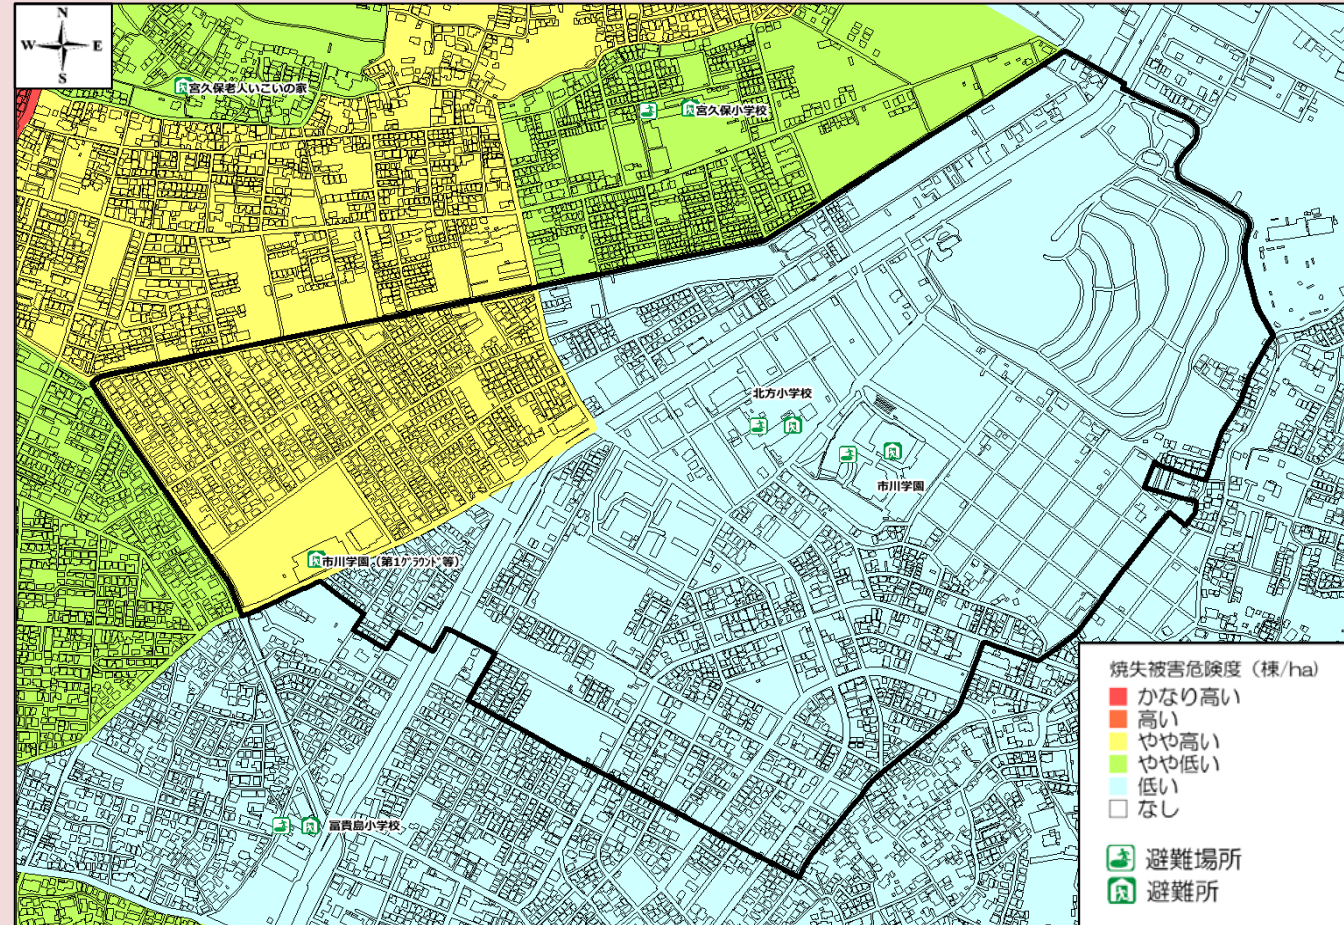 N
W E
S
宮久保老人いこいの家
宮久保小学校
北方小学校
市川学園
市川学園(第1グラウンド等)
冨貴島小学校
焼失被害危険度(棟/ha)
かなり高い
高い
やや高い
やや低い
低い
なし
避難場所
避難所